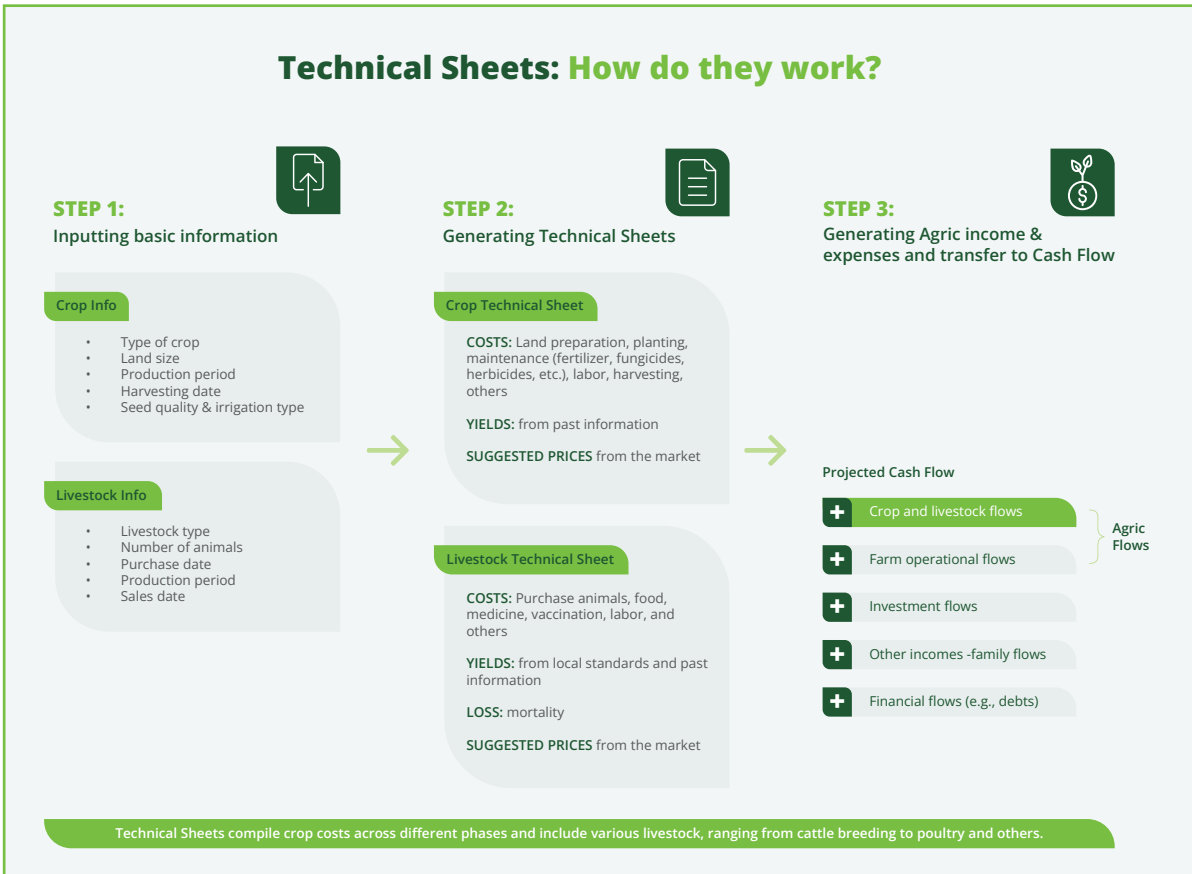 Technical Sheets: How do they work?
STEP 1:
Inputting basic information
Crop Info
• Type of crop
• Land size
• Production period
• Harvesting date
• Seed quality & irrigation type
Livestock Info
• Livestock type
• Number of animals
• Purchase date
• Production period
• Sales date
STEP 2:
Generating Technical Sheets
Crop Technical Sheet
COSTS: Land preparation, planting,
maintenance (fertilizer, fungicides,
herbicides, etc.), labor, harvesting,
others
YIELDS: from past information
SUGGESTED PRICES from the market
Livestock Technical Sheet
COSTS: Purchase animals, food,
medicine, vaccination, labor, and
others
YIELDS: from local standards and past
information
LOSS: mortality
SUGGESTED PRICES from the market
STEP 3:
Generating Agric income &
expenses and transfer to Cash Flow
$
Projected Cash Flow
Crop and livestock flows
Farm operational flows
Agric
Flows
Investment flows
Other incomes -family flows
Financial flows (e.g., debts)
Technical Sheets compile crop costs across different phases and include various livestock, ranging from cattle breeding to poultry and others.